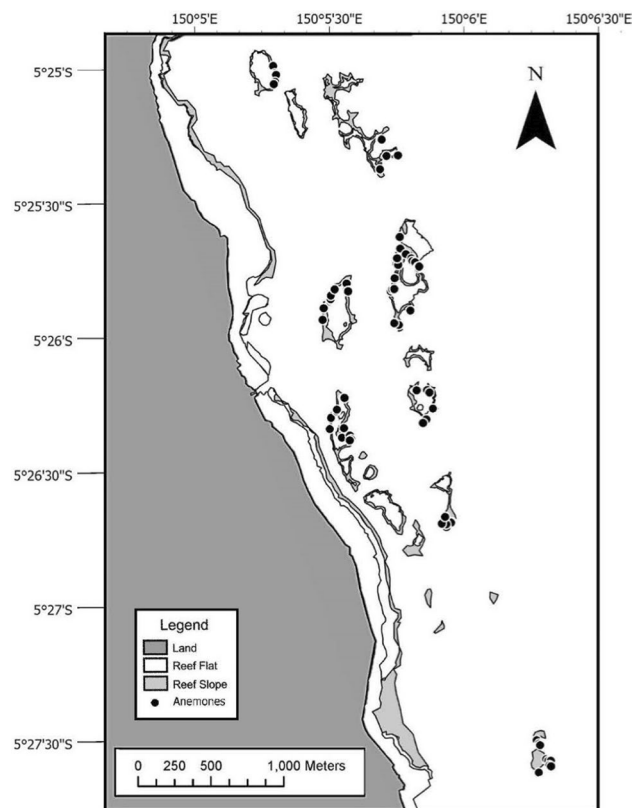 150°5'E 150°5'30"E 150°6'E 150°6'30"E
5°25'S
N
5°25'30"S
5°26'S
5°26'30"S
5°27'S
5°27'30"S
Legend
Land
Reef Flat
Reef Slope
Anemones
0 250 500 1,000 Meters